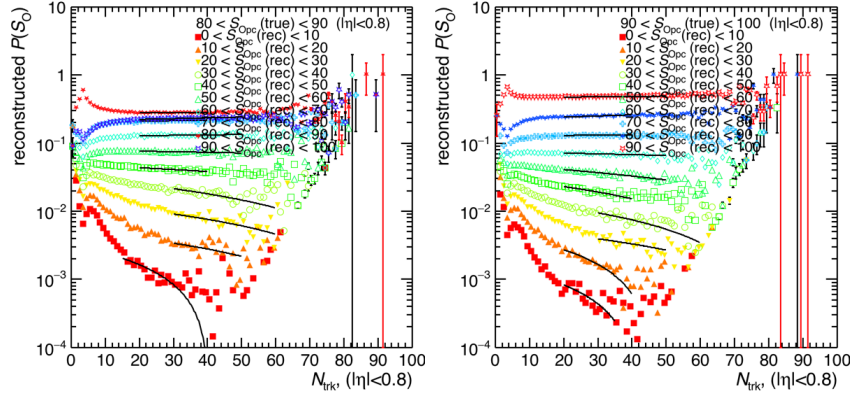 80 < S_Opc (true) < 90 (|η|<0.8)
0 < S_Opc (rec) < 10
10 < S_Opc (rec) < 20
20 < S_Opc (rec) < 30
30 < S_Opc (rec) < 40
40 < S_Opc (rec) < 50
50 < S_Opc (rec) < 60
60 < S_Opc (rec) < 70
70 < S_Opc (rec) < 80
80 < S_Opc (rec) < 90
90 < S_Opc (rec) < 100
reconstructed P(S_O)
1
10⁻¹
10⁻²
10⁻³
10⁻⁴
0 10 20 30 40 50 60 70 80 90 100
N_trk, (|η|<0.8)
90 < S_Opc (true) < 100 (|η|<0.8)
0 < S_Opc (rec) < 10
10 < S_Opc (rec) < 20
20 < S_Opc (rec) < 30
30 < S_Opc (rec) < 40
40 < S_Opc (rec) < 50
50 < S_Opc (rec) < 60
60 < S_Opc (rec) < 70
70 < S_Opc (rec) < 80
80 < S_Opc (rec) < 90
90 < S_Opc (rec) < 100
reconstructed P(S_O)
1
10⁻¹
10⁻²
10⁻³
10⁻⁴
0 10 20 30 40 50 60 70 80 90 100
N_trk, (|η|<0.8)